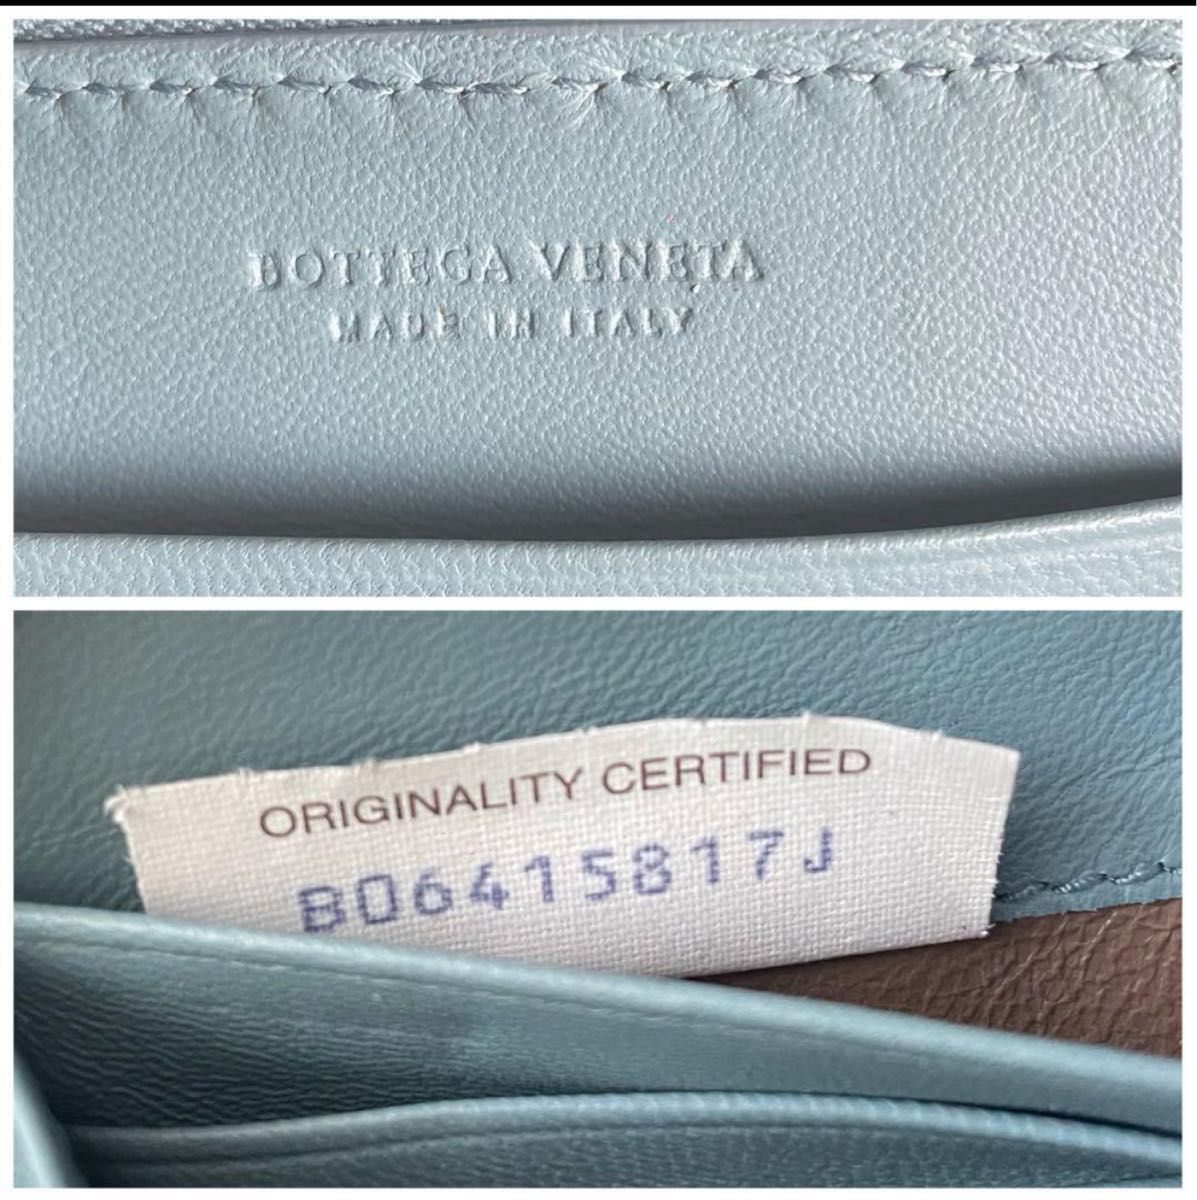 BOTTEGA VENETA
MADE IN ITALY
ORIGINALITY CERTIFIED
B06415817J